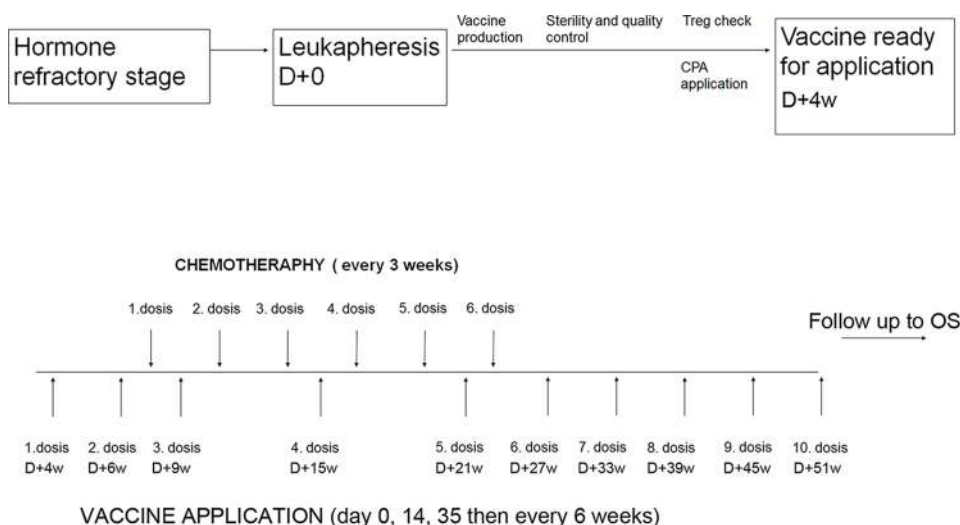 Hormone
refractory stage
Leukapheresis
D+0
Vaccine
production
Sterility and quality
control
Treg check
CPA
application
Vaccine ready
for application
D+4w
CHEMOTHERAPHY ( every 3 weeks)
1.dosis 2. dosis 3. dosis 4. dosis 5. dosis 6. dosis
Follow up to OS
1.dosis 2. dosis 3. dosis 4. dosis 5. dosis 6. dosis 7. dosis 8. dosis 9. dosis 10. dosis
D+4w D+6w D+9w D+15w D+21w D+27w D+33w D+39w D+45w D+51w
VACCINE APPLICATION (day 0, 14, 35 then every 6 weeks)